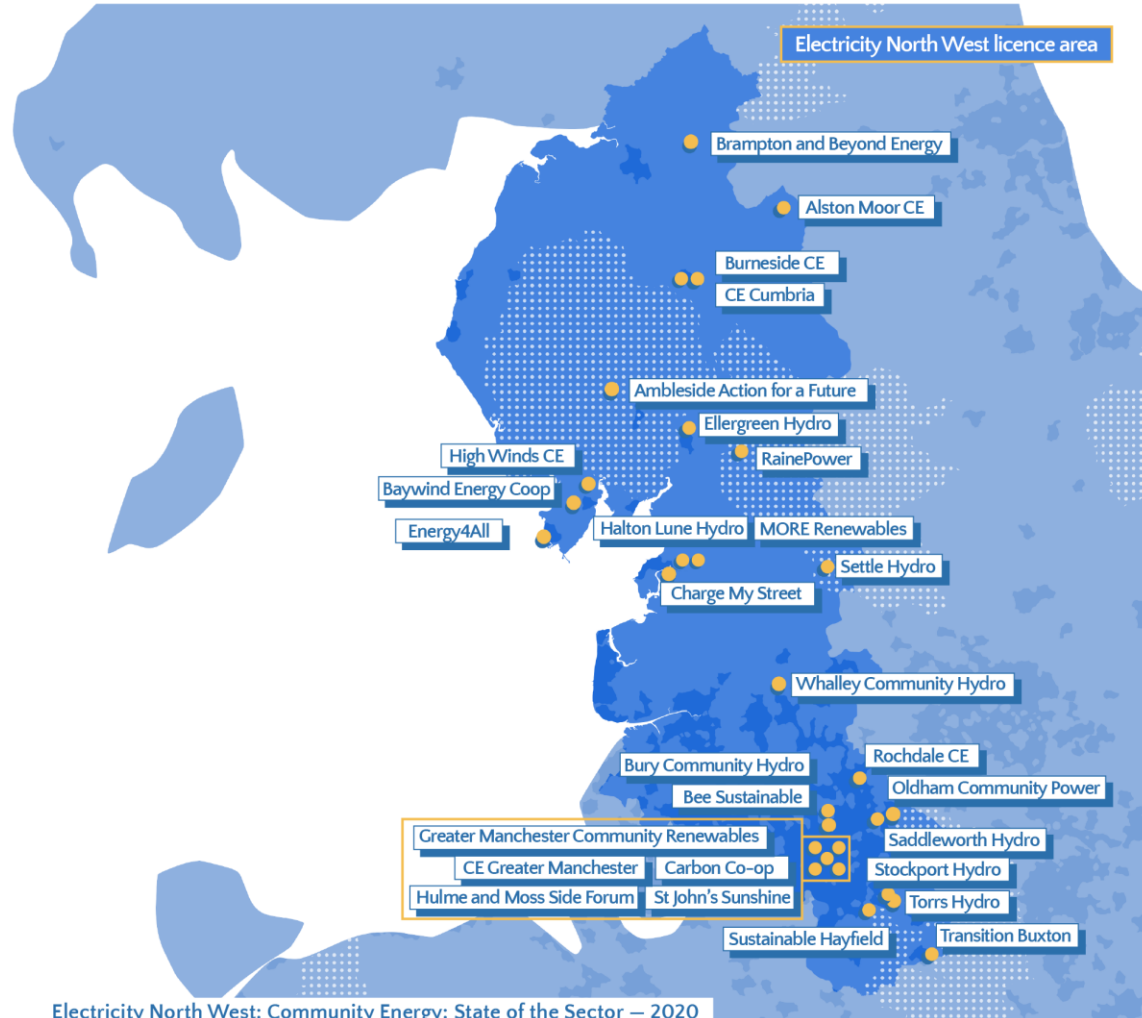 Electricity North West licence area
Brampton and Beyond Energy
Alston Moor CE
Burneside CE
CE Cumbria
Ambleside Action for a Future
Ellergreen Hydro
High Winds CE
RainePower
Baywind Energy Coop
Energy4All
Halton Lune Hydro
MORE Renewables
Settle Hydro
Charge My Street
Whalley Community Hydro
Rochdale CE
Bury Community Hydro
Oldham Community Power
Bee Sustainable
Greater Manchester Community Renewables
Saddleworth Hydro
CE Greater Manchester
Carbon Co-op
Stockport Hydro
Hulme and Moss Side Forum
St John's Sunshine
Torrs Hydro
Sustainable Hayfield
Transition Buxton
Electricity North West: Community Energy: State of the Sector — 2020